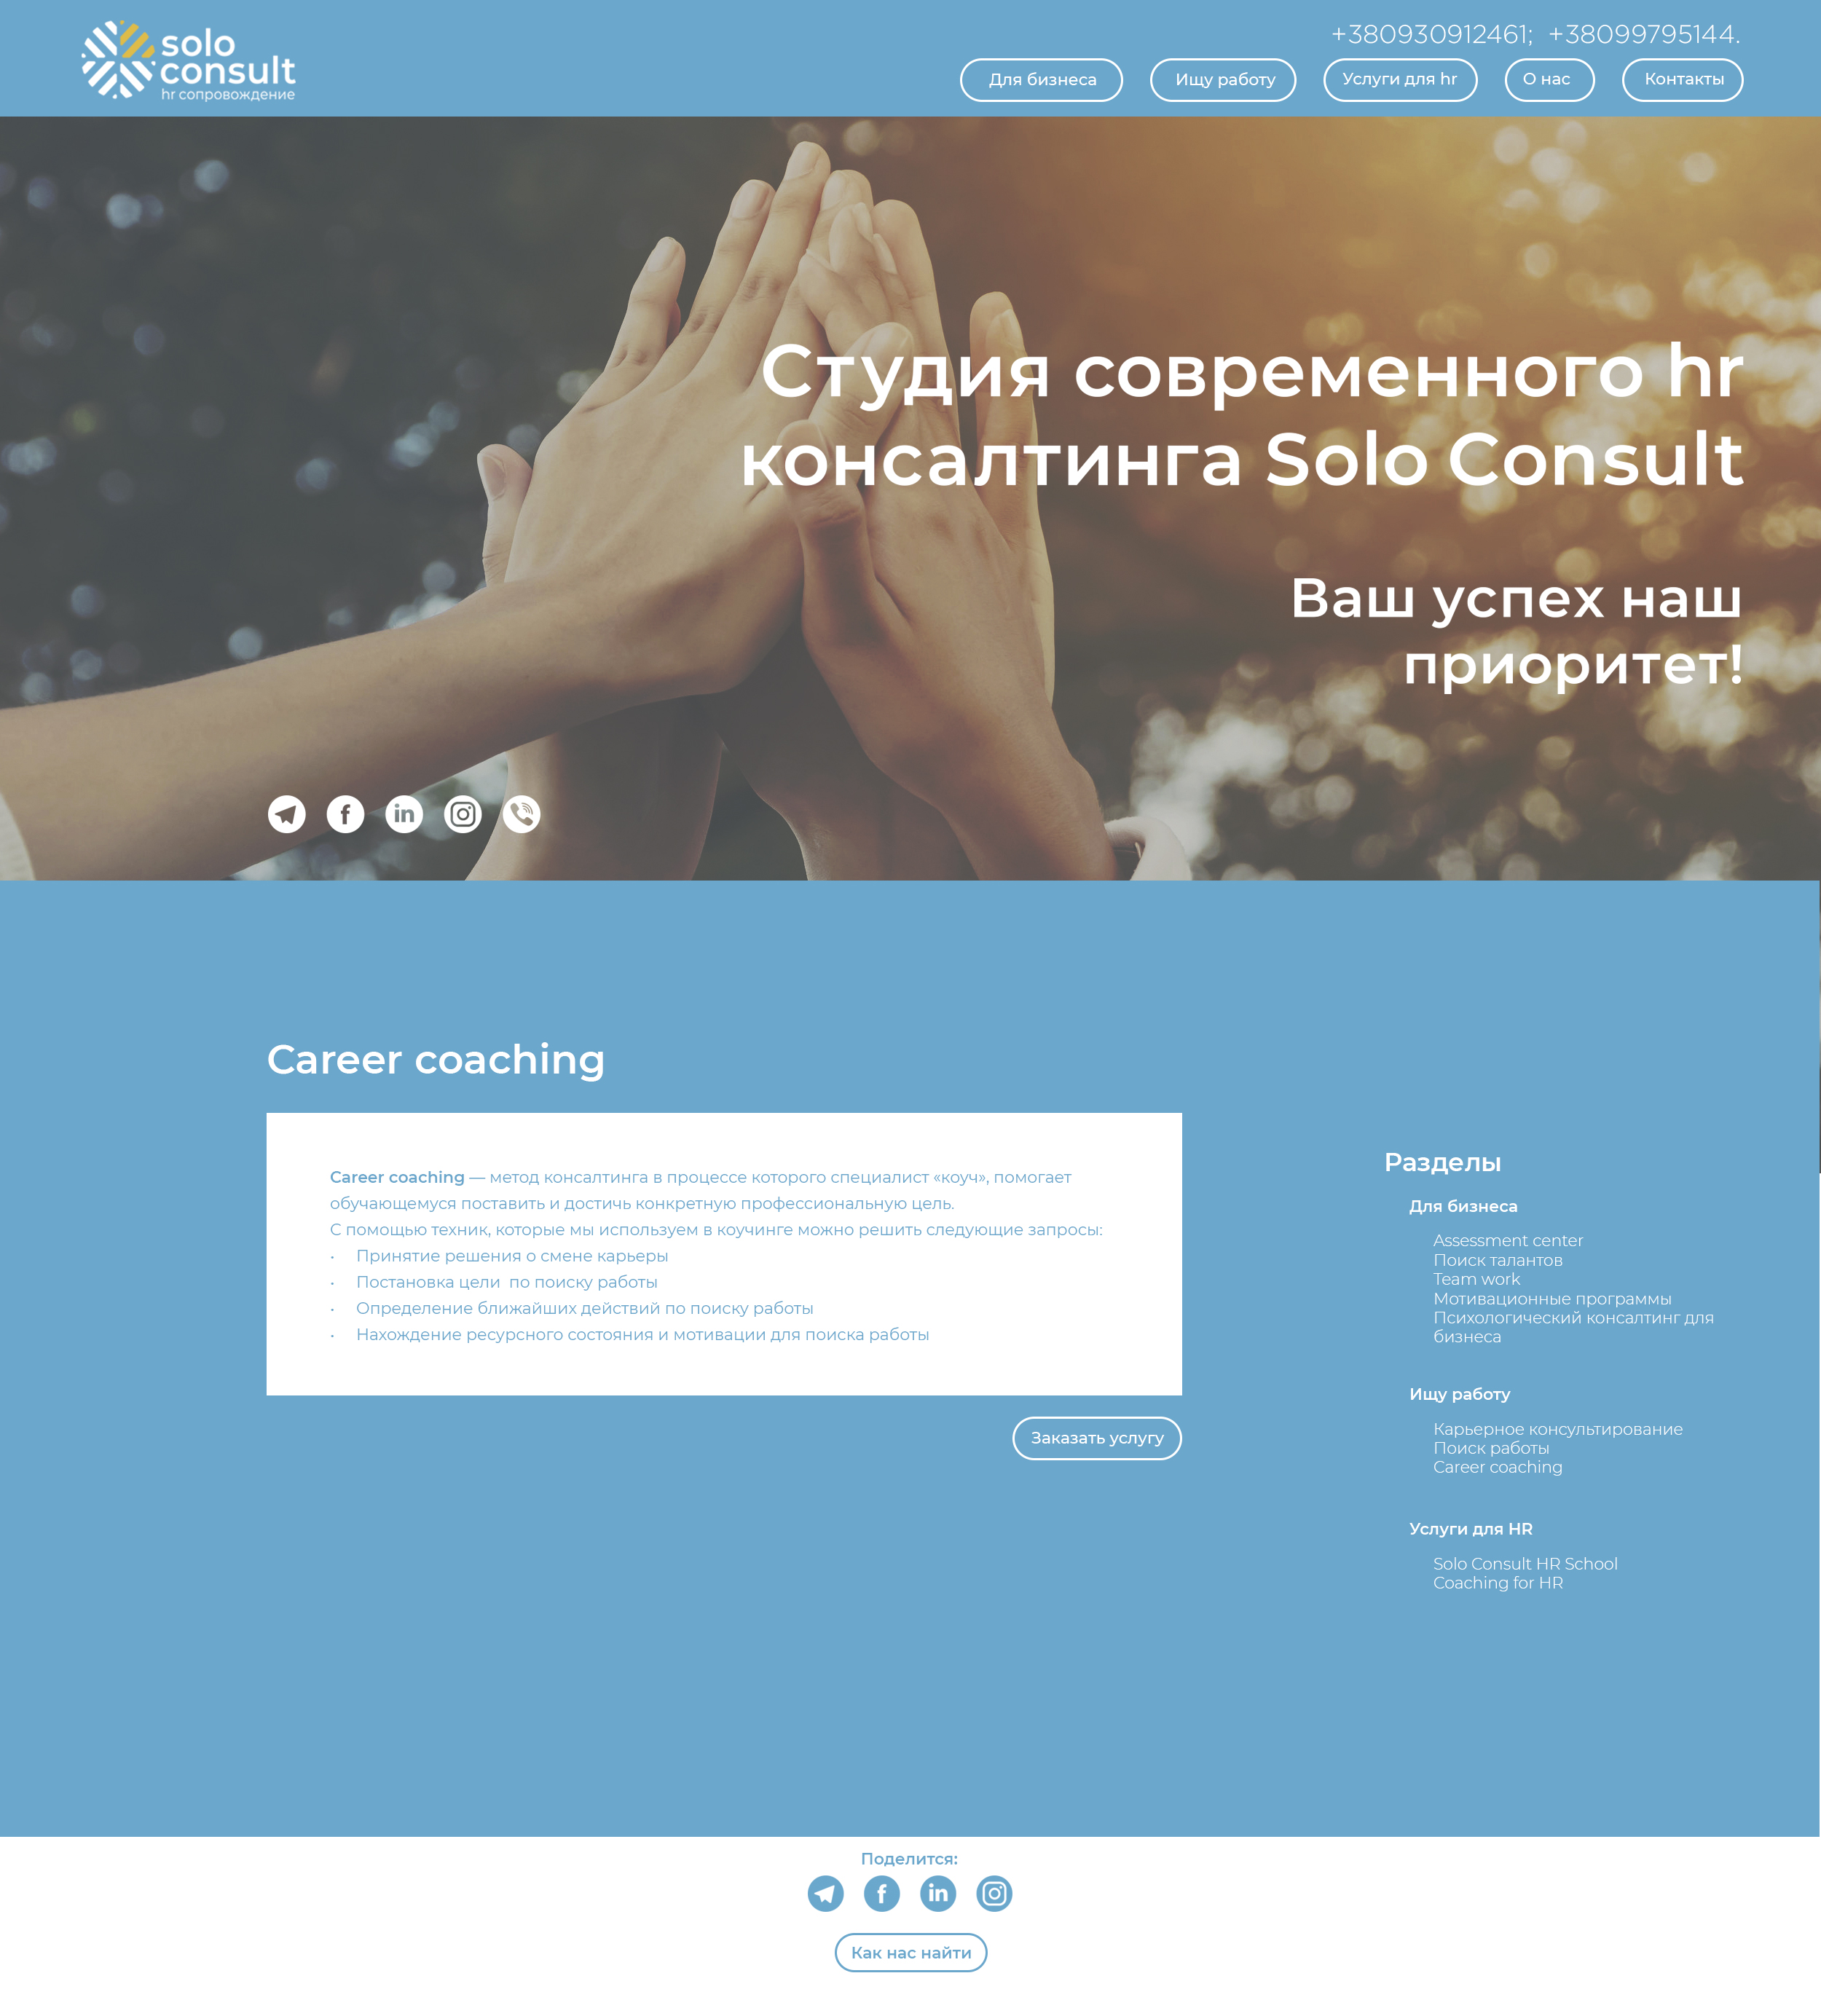 solo
consult
hr сопровождение
+380930912461;  +38099795144.
Для бизнеса
Ищу работу
Услуги для hr
О нас
Контакты
Студия современного hr
консалтинга Solo Consult
Ваш успех наш
приоритет!
Career coaching
Career coaching — метод консалтинга в процессе которого специалист «коуч», помогает
обучающемуся поставить и достичь конкретную профессиональную цель.
С помощью техник, которые мы используем в коучинге можно решить следующие запросы:
• Принятие решения о смене карьеры
• Постановка цели  по поиску работы
• Определение ближайших действий по поиску работы
• Нахождение ресурсного состояния и мотивации для поиска работы
Заказать услугу
Разделы
Для бизнеса
Assessment center
Поиск талантов
Team work
Мотивационные программы
Психологический консалтинг для
бизнеса
Ищу работу
Карьерное консультирование
Поиск работы
Career coaching
Услуги для HR
Solo Consult HR School
Coaching for HR
Поделится:
Как нас найти